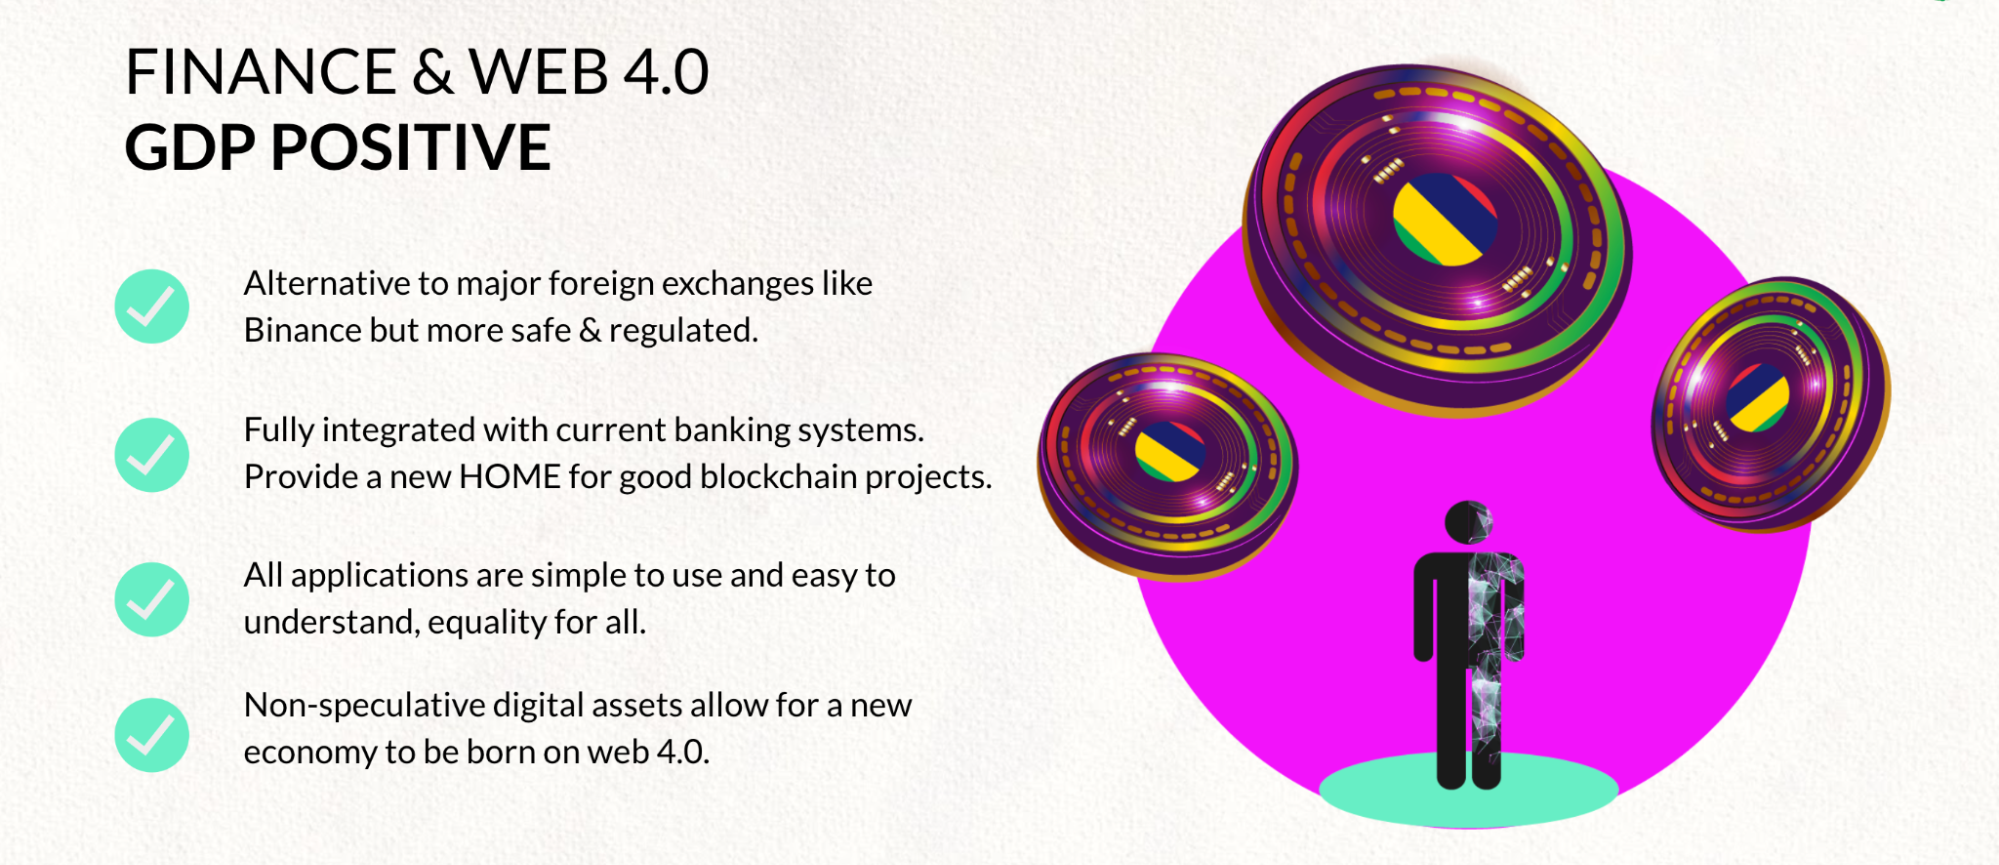 FINANCE & WEB 4.0
GDP POSITIVE
Alternative to major foreign exchanges like
Binance but more safe & regulated.
Fully integrated with current banking systems.
Provide a new HOME for good blockchain projects.
All applications are simple to use and easy to
understand, equality for all.
Non-speculative digital assets allow for a new
economy to be born on web 4.0.